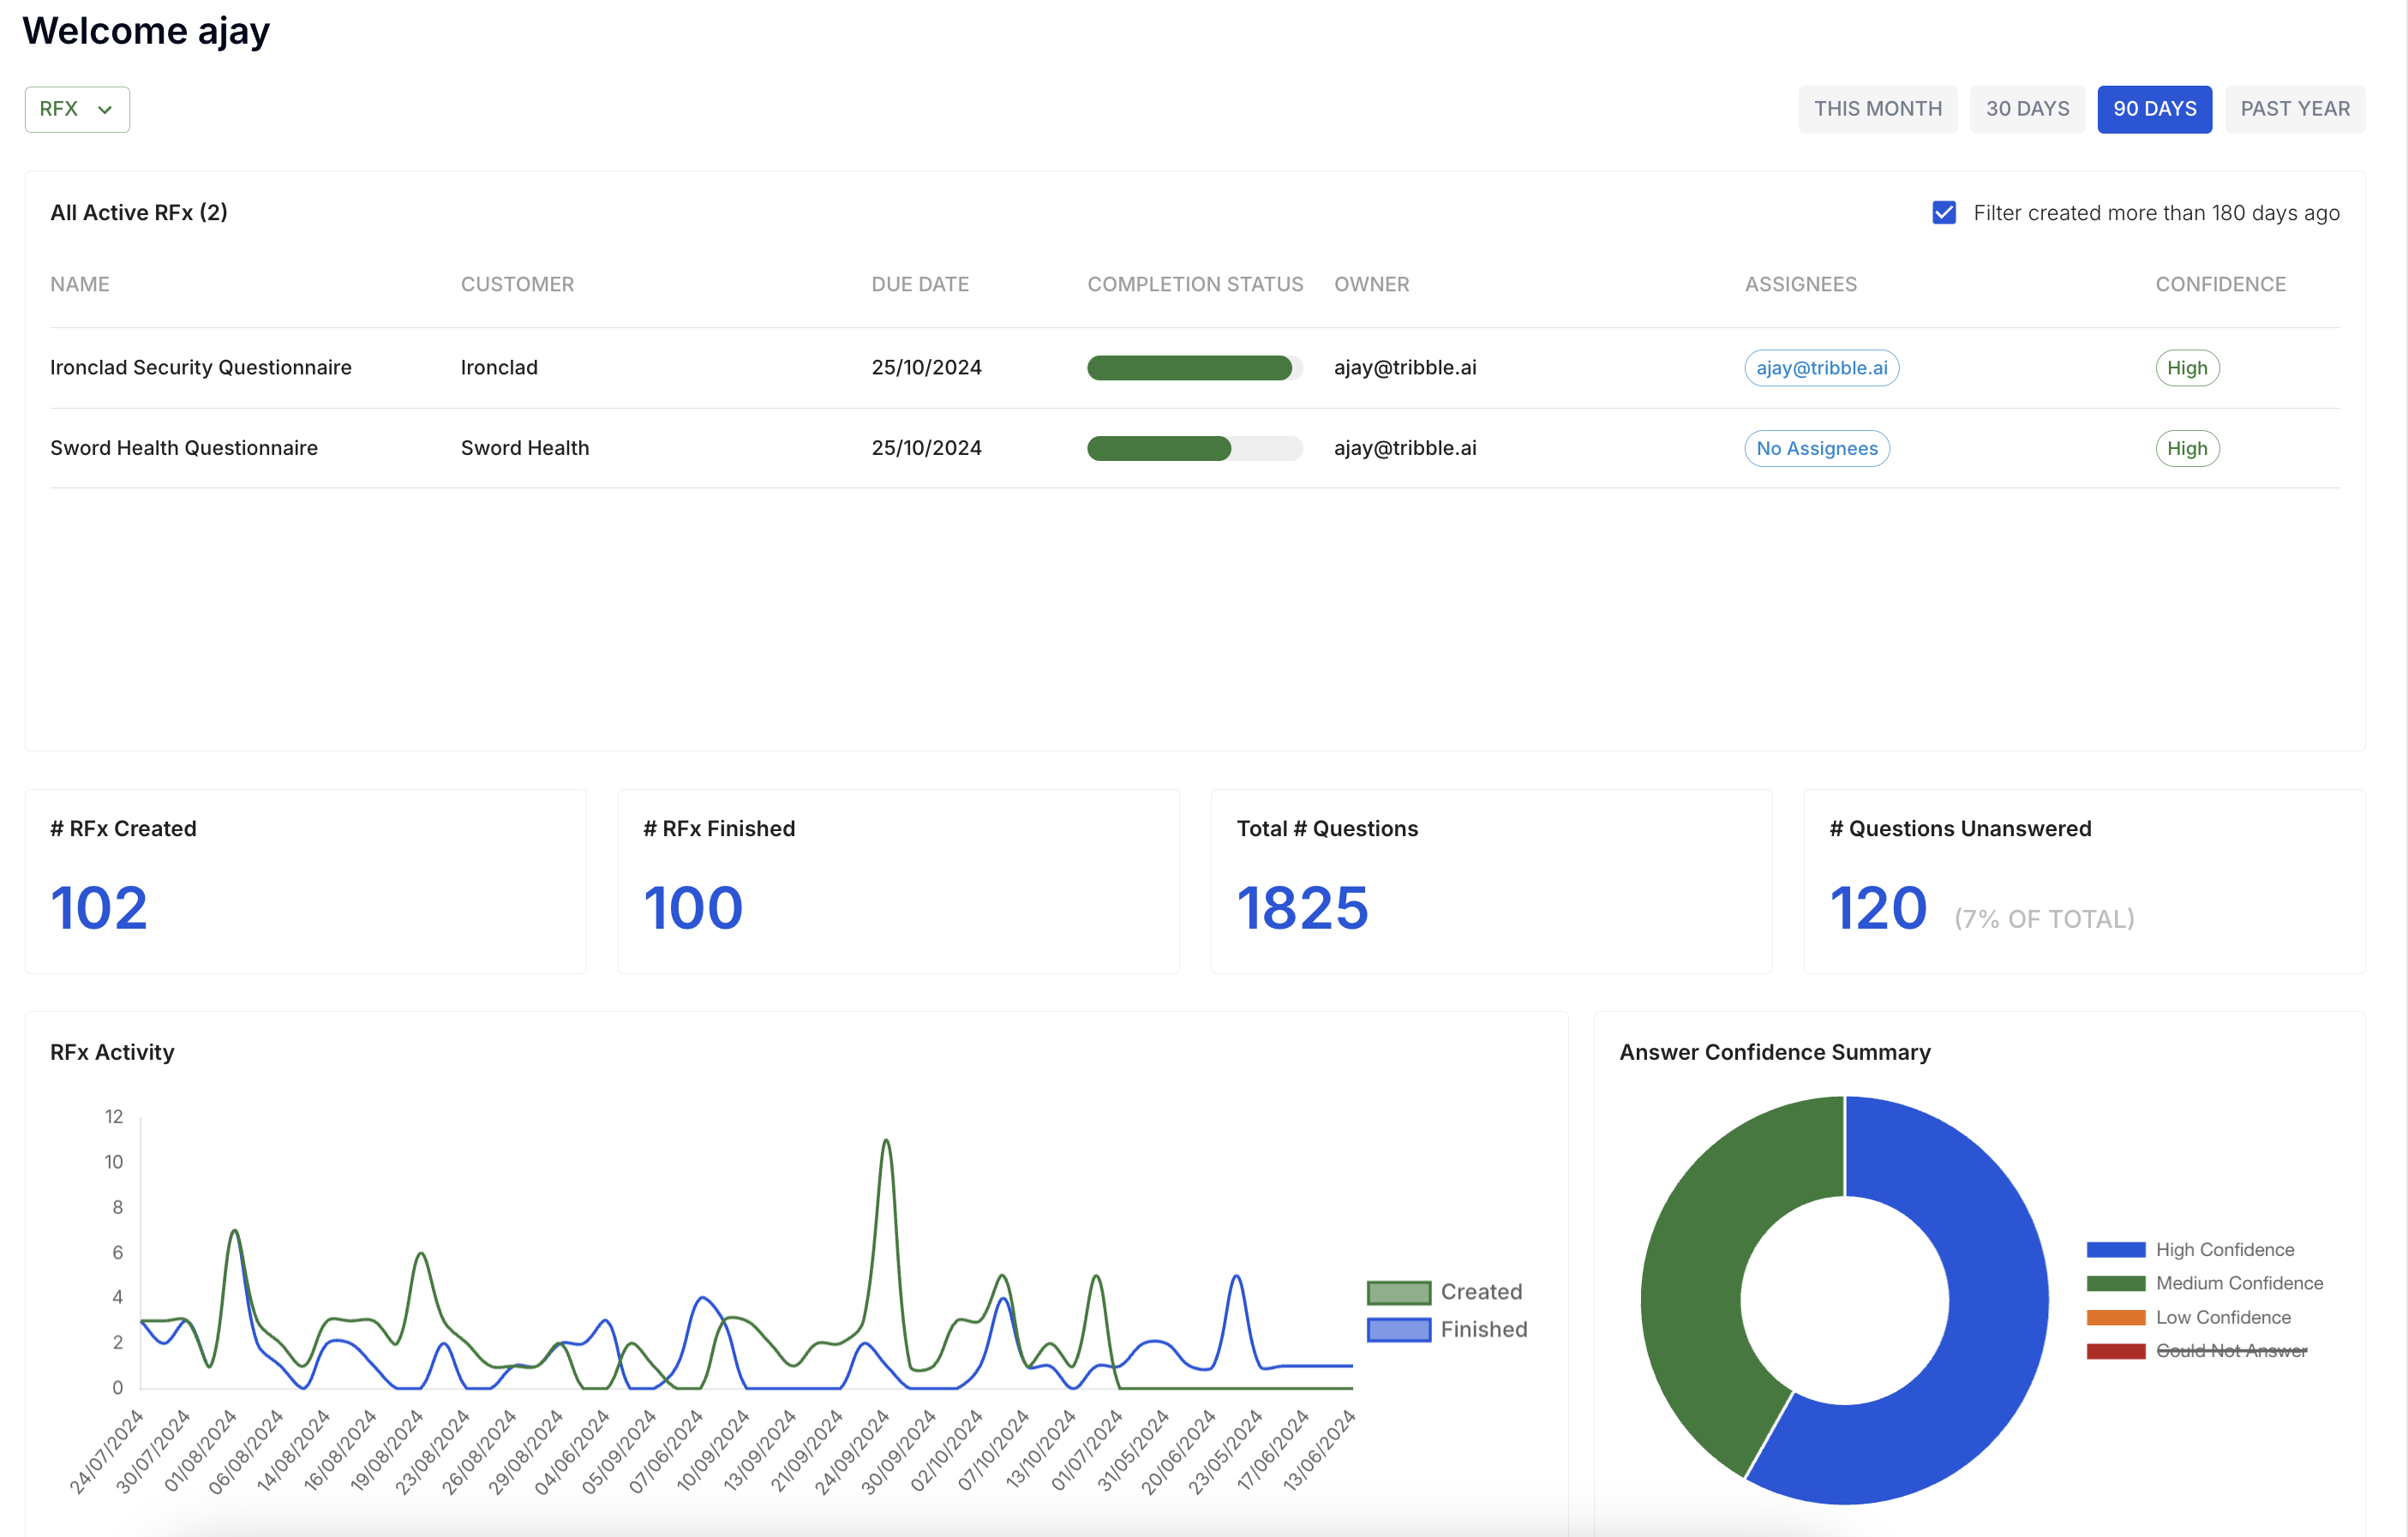 Welcome ajay
RFX
THIS MONTH 30 DAYS 90 DAYS PAST YEAR
All Active RFx (2)
Filter created more than 180 days ago
NAME CUSTOMER DUE DATE COMPLETION STATUS OWNER ASSIGNEES CONFIDENCE
Ironclad Security Questionnaire Ironclad 25/10/2024 ajay@tribble.ai ajay@tribble.ai High
Sword Health Questionnaire Sword Health 25/10/2024 ajay@tribble.ai No Assignees High
# RFx Created
102
# RFx Finished
100
Total # Questions
1825
# Questions Unanswered
120 (7% OF TOTAL)
RFx Activity
12
10
8
6
4
2
0
24/07/2024 30/07/2024 01/08/2024 06/08/2024 14/08/2024 16/08/2024 19/08/2024 23/08/2024 26/08/2024 29/08/2024 04/06/2024 05/09/2024 07/06/2024 10/09/2024 13/09/2024 21/09/2024 24/09/2024 30/09/2024 02/10/2024 07/10/2024 13/10/2024 01/07/2024 31/05/2024 20/06/2024 23/05/2024 17/06/2024 13/06/2024
Created
Finished
Answer Confidence Summary
High Confidence
Medium Confidence
Low Confidence
Could Not Answer